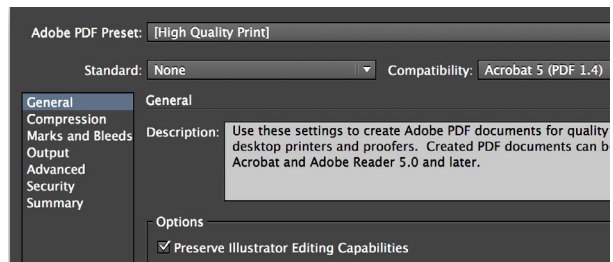 Adobe PDF Preset: [High Quality Print]
Standard: None Compatibility: Acrobat 5 (PDF 1.4)
General General
Compression
Marks and Bleeds Description: Use these settings to create Adobe PDF documents for quality
Output desktop printers and proofers. Created PDF documents can b
Advanced Acrobat and Adobe Reader 5.0 and later.
Security
Summary
Options
Preserve Illustrator Editing Capabilities